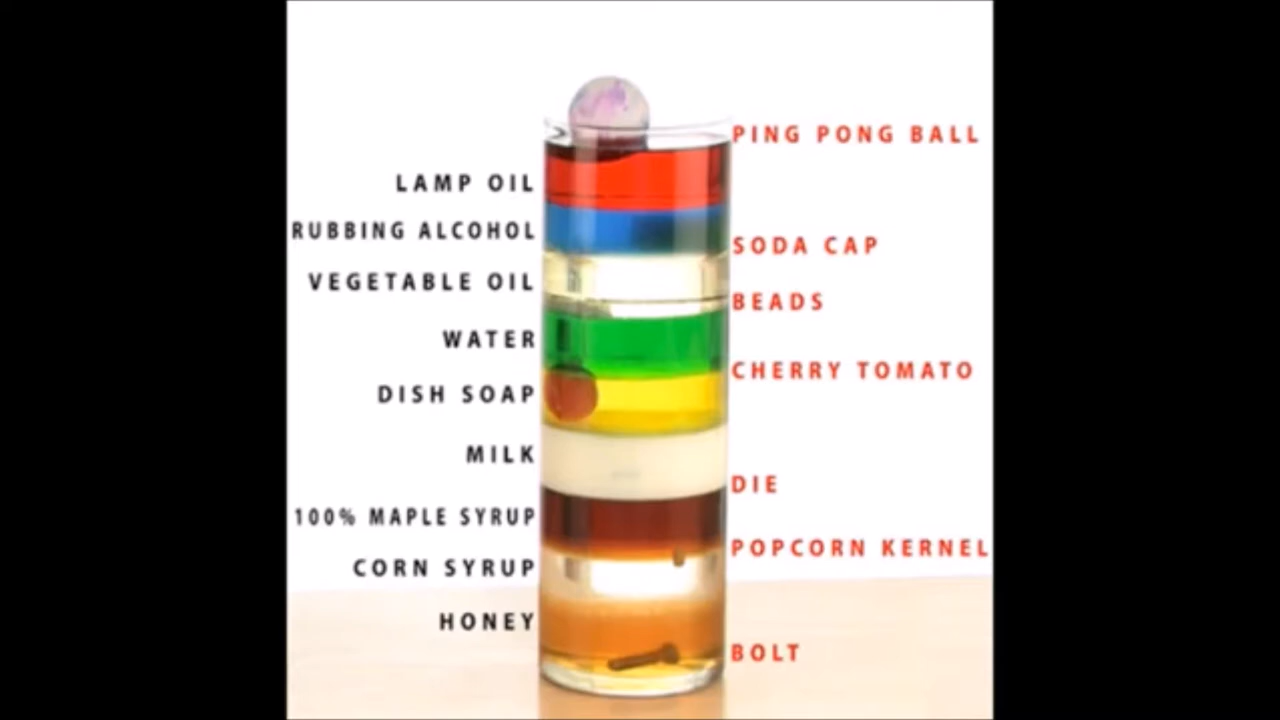 PING PONG BALL
LAMP OIL
RUBBING ALCOHOL
SODA CAP
VEGETABLE OIL
BEADS
WATER
CHERRY TOMATO
DISH SOAP
MILK
DIE
100% MAPLE SYRUP
POPCORN KERNEL
CORN SYRUP
HONEY
BOLT